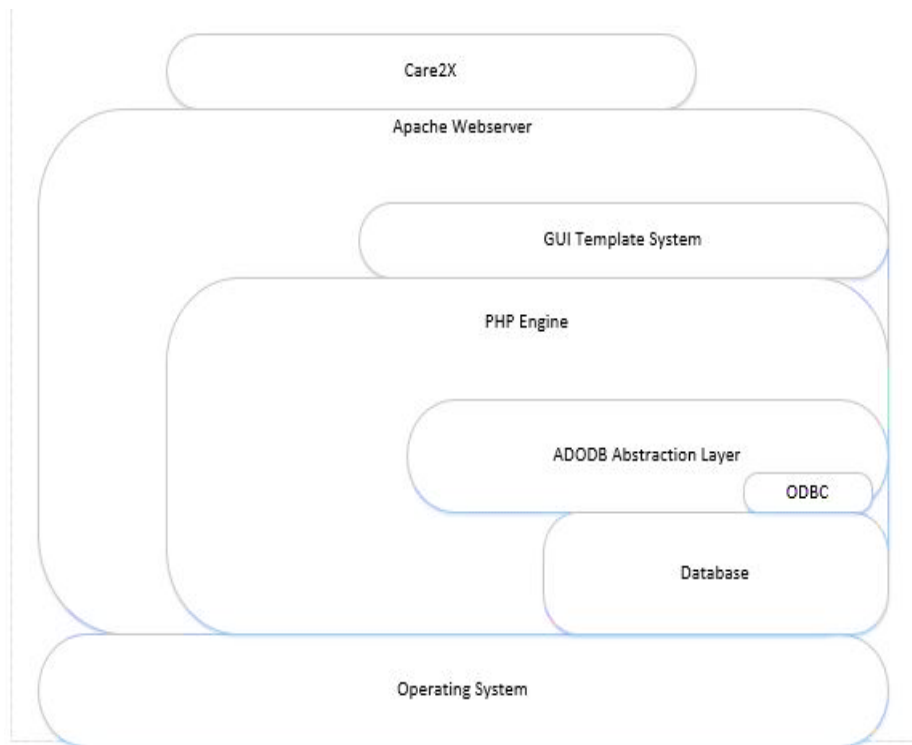 Care2X
Apache Webserver
GUI Template System
PHP Engine
ADODB Abstraction Layer
ODBC
Database
Operating System